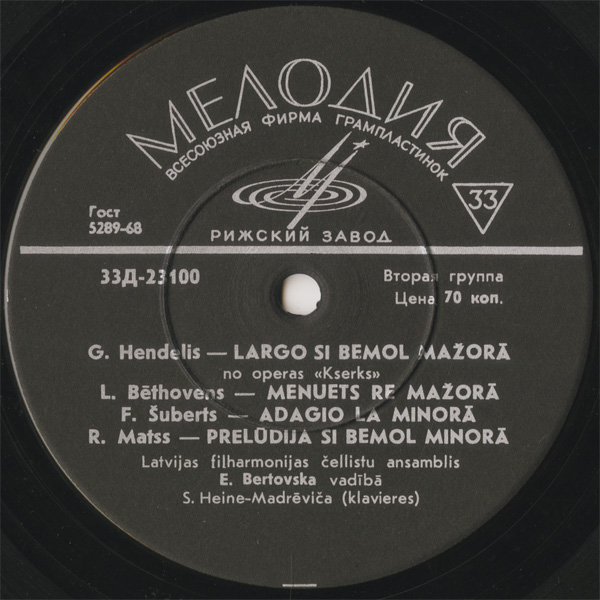 МЕЛОДИЯ
ВСЕСОЮЗНАЯ ФИРМА ГРАМПЛАСТИНОК
33
Гост
5289-68
РИЖСКИЙ ЗАВОД
33Д-23100
Вторая группа
Цена 70 коп.
G. Hendelis — LARGO SI BEMOL MAŽORĀ
no operas «Kserks»
L. Bēthovens — MENUETS RE MAŽORĀ
F. Šuberts — ADAGIO LA MINORĀ
R. Matss — PRELŪDIJA SI BEMOL MINORĀ
Latvijas filharmonijas čellistu ansamblis
E. Bertovska vadībā
S. Heine-Madrēviča (klavieres)